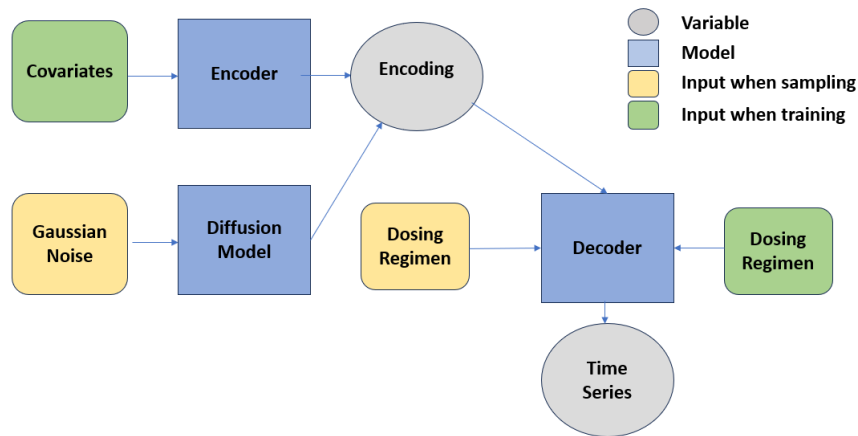 Covariates
Encoder
Encoding
Variable
Model
Input when sampling
Input when training
Gaussian
Noise
Diffusion
Model
Dosing
Regimen
Decoder
Dosing
Regimen
Time
Series